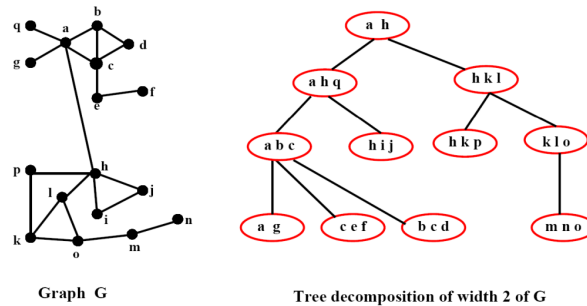 q
a
b
d
g
c
e
f
p
h
l
j
i
n
k
o
m
Graph G
a h
a h q
h k l
a b c
h i j
h k p
k l o
a g
c e f
b c d
m n o
Tree decomposition of width 2 of G